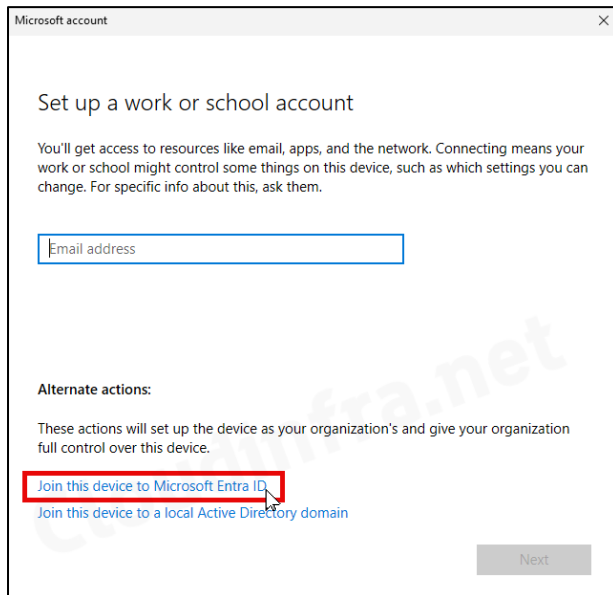 Microsoft account
Set up a work or school account
You'll get access to resources like email, apps, and the network. Connecting means your
work or school might control some things on this device, such as which settings you can
change. For specific info about this, ask them.
Email address
Alternate actions:
These actions will set up the device as your organization's and give your organization
full control over this device.
Join this device to Microsoft Entra ID
Join this device to a local Active Directory domain
Next
Cloudinfra.net